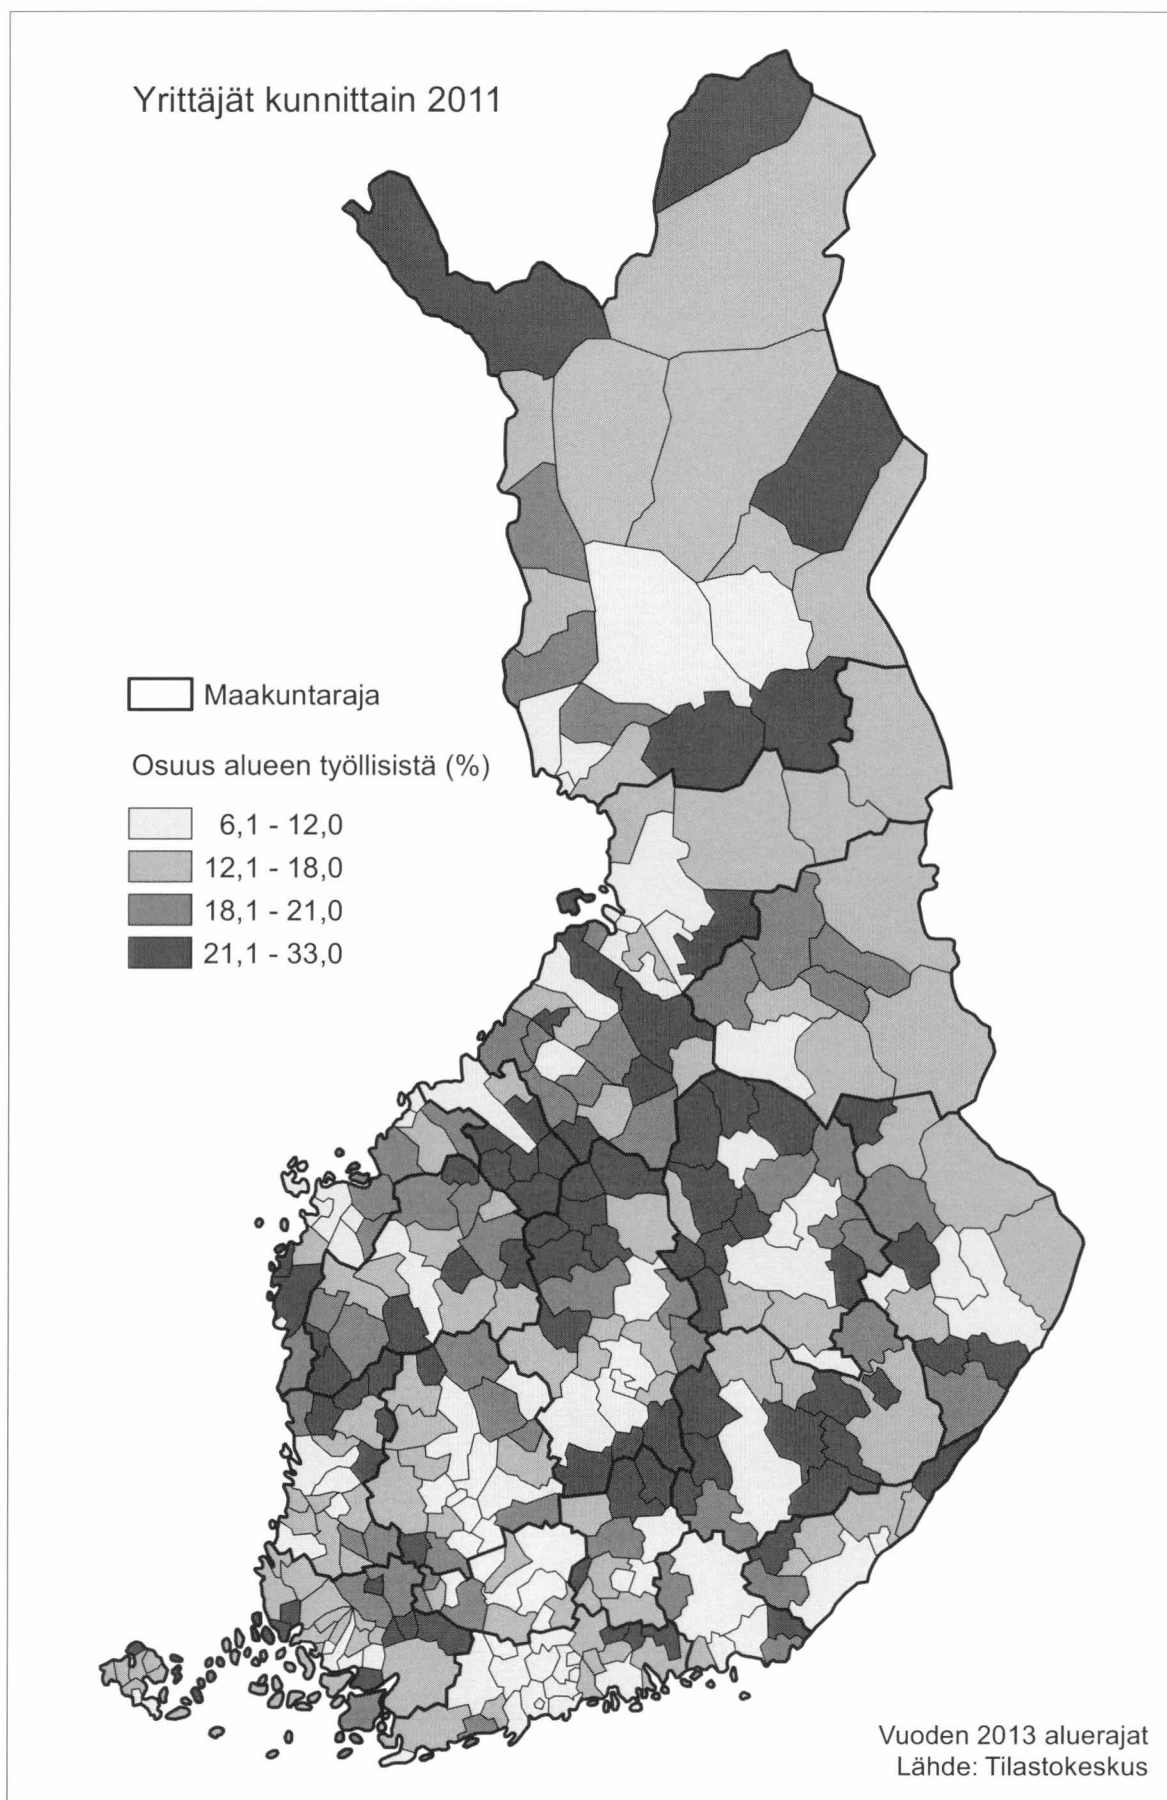 Yrittäjät kunnittain 2011
Maakuntaraja
Osuus alueen työllisistä (%)
6,1 - 12,0
12,1 - 18,0
18,1 - 21,0
21,1 - 33,0
Vuoden 2013 aluerajat
Lähde: Tilastokeskus